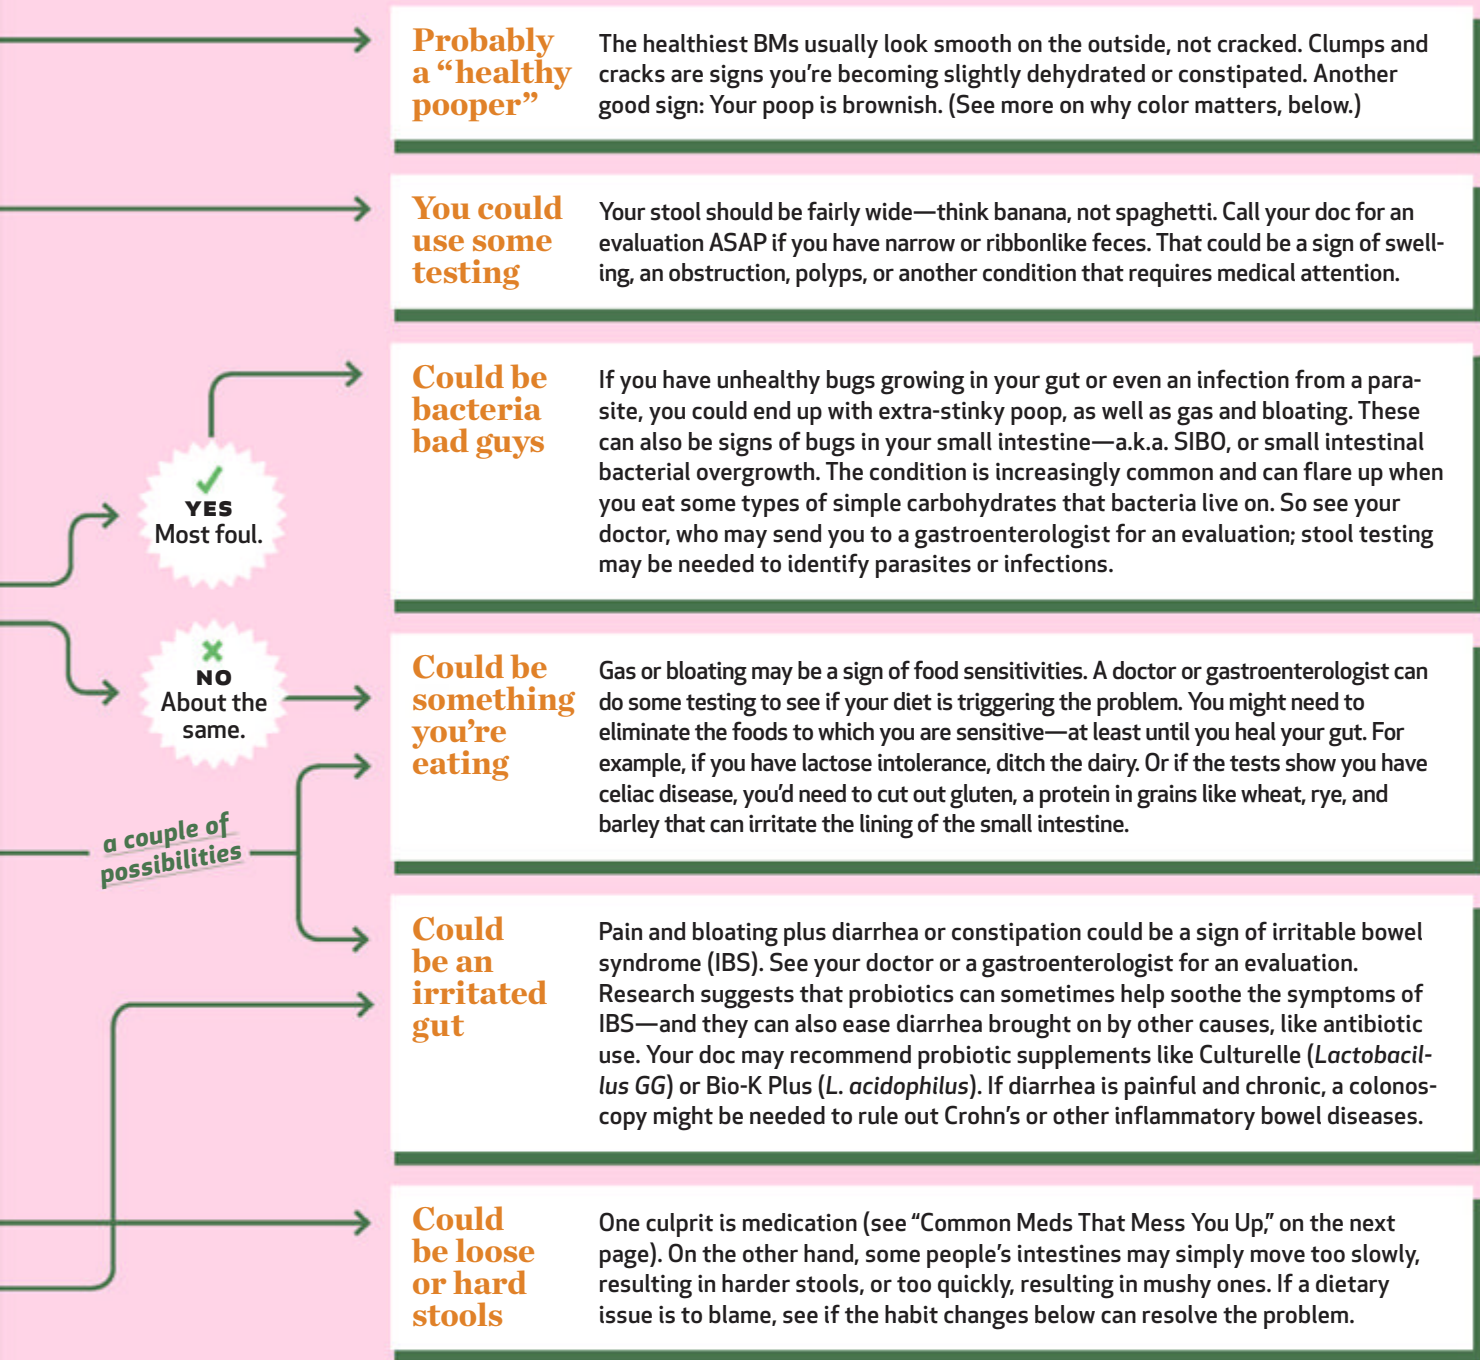 Probably
a “healthy
pooper”
The healthiest BMs usually look smooth on the outside, not cracked. Clumps and
cracks are signs you’re becoming slightly dehydrated or constipated. Another
good sign: Your poop is brownish. (See more on why color matters, below.)
You could
use some
testing
Your stool should be fairly wide—think banana, not spaghetti. Call your doc for an
evaluation ASAP if you have narrow or ribbonlike feces. That could be a sign of swell-
ing, an obstruction, polyps, or another condition that requires medical attention.
YES
Most foul.
Could be
bacteria
bad guys
If you have unhealthy bugs growing in your gut or even an infection from a para-
site, you could end up with extra-stinky poop, as well as gas and bloating. These
can also be signs of bugs in your small intestine—a.k.a. SIBO, or small intestinal
bacterial overgrowth. The condition is increasingly common and can flare up when
you eat some types of simple carbohydrates that bacteria live on. So see your
doctor, who may send you to a gastroenterologist for an evaluation; stool testing
may be needed to identify parasites or infections.
NO
About the
same.
Could be
something
you’re
eating
Gas or bloating may be a sign of food sensitivities. A doctor or gastroenterologist can
do some testing to see if your diet is triggering the problem. You might need to
eliminate the foods to which you are sensitive—at least until you heal your gut. For
example, if you have lactose intolerance, ditch the dairy. Or if the tests show you have
celiac disease, you’d need to cut out gluten, a protein in grains like wheat, rye, and
barley that can irritate the lining of the small intestine.
a couple of
possibilities
Could
be an
irritated
gut
Pain and bloating plus diarrhea or constipation could be a sign of irritable bowel
syndrome (IBS). See your doctor or a gastroenterologist for an evaluation.
Research suggests that probiotics can sometimes help soothe the symptoms of
IBS—and they can also ease diarrhea brought on by other causes, like antibiotic
use. Your doc may recommend probiotic supplements like Culturelle (Lactobacil-
lus GG) or Bio-K Plus (L. acidophilus). If diarrhea is painful and chronic, a colonos-
copy might be needed to rule out Crohn’s or other inflammatory bowel diseases.
Could
be loose
or hard
stools
One culprit is medication (see “Common Meds That Mess You Up,” on the next
page). On the other hand, some people’s intestines may simply move too slowly,
resulting in harder stools, or too quickly, resulting in mushy ones. If a dietary
issue is to blame, see if the habit changes below can resolve the problem.